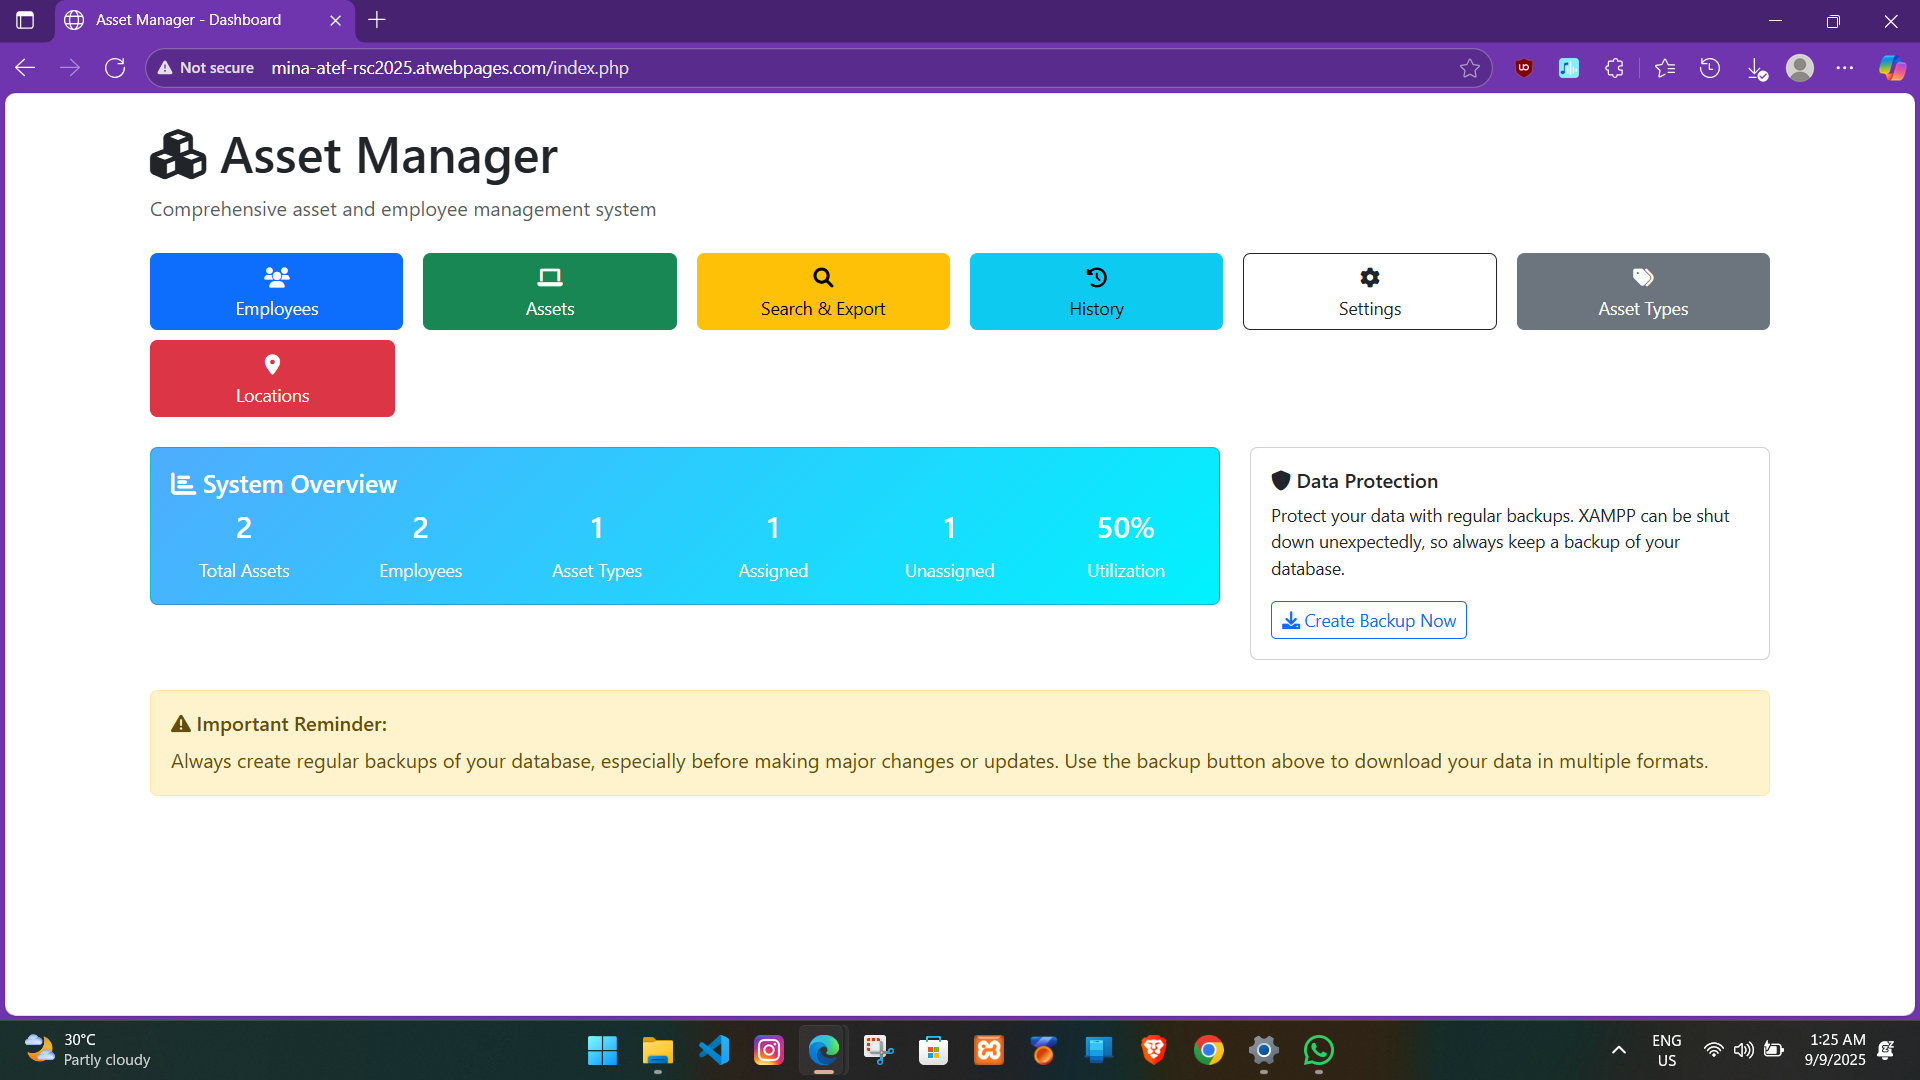 Asset Manager - Dashboard
Not secure mina-atef-rsc2025.atwebpages.com/index.php
Asset Manager
Comprehensive asset and employee management system
Employees
Assets
Search & Export
History
Settings
Asset Types
Locations
System Overview
2
Total Assets
2
Employees
1
Asset Types
1
Assigned
1
Unassigned
50%
Utilization
Data Protection
Protect your data with regular backups. XAMPP can be shut
down unexpectedly, so always keep a backup of your
database.
Create Backup Now
Important Reminder:
Always create regular backups of your database, especially before making major changes or updates. Use the backup button above to download your data in multiple formats.
30°C
Partly cloudy
ENG
US
1:25 AM
9/9/2025